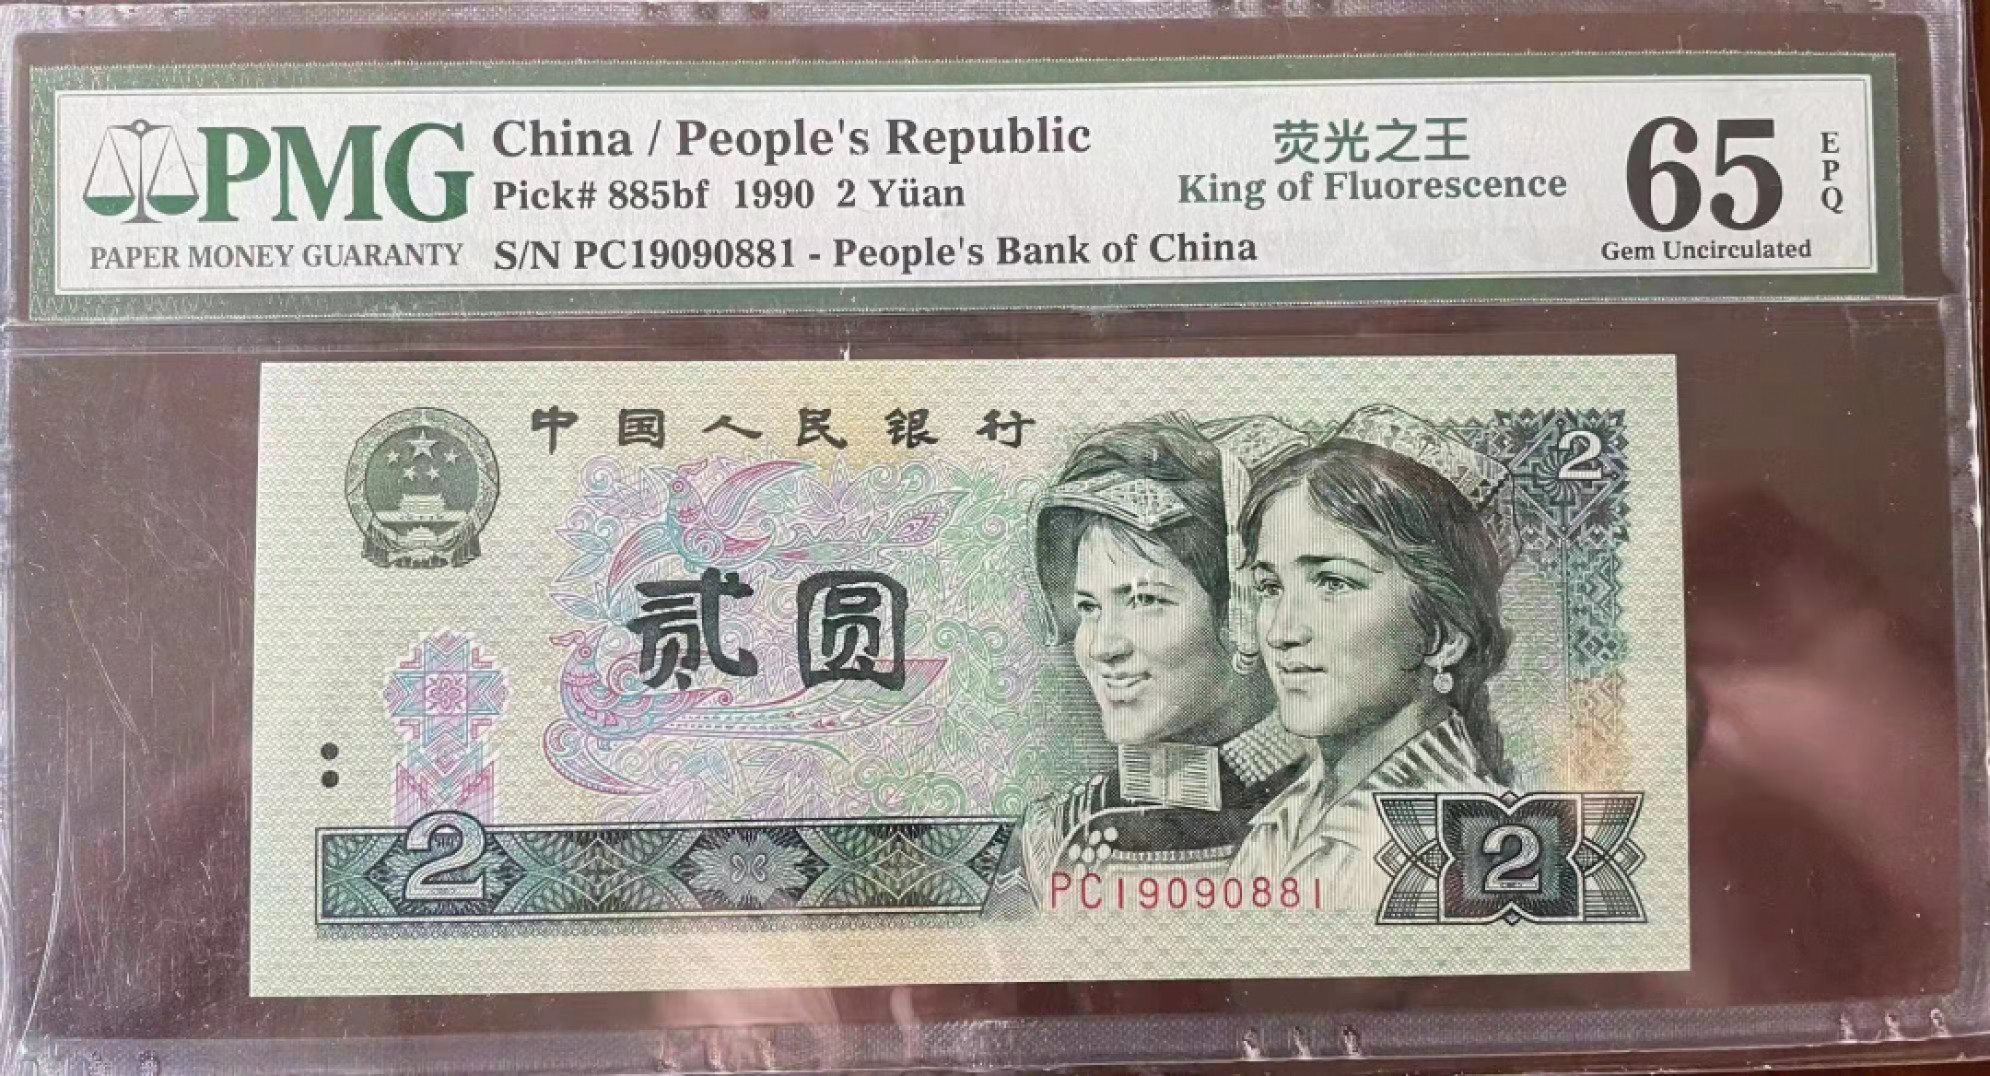 PMG
PAPER MONEY GUARANTY
China / People's Republic
Pick# 885bf 1990 2 Yüan
S/N PC19090881 - People's Bank of China
荧光之王
King of Fluorescence
65
EPQ
Gem Uncirculated
中国人民银行
2
贰圆
2
PC19090881
2